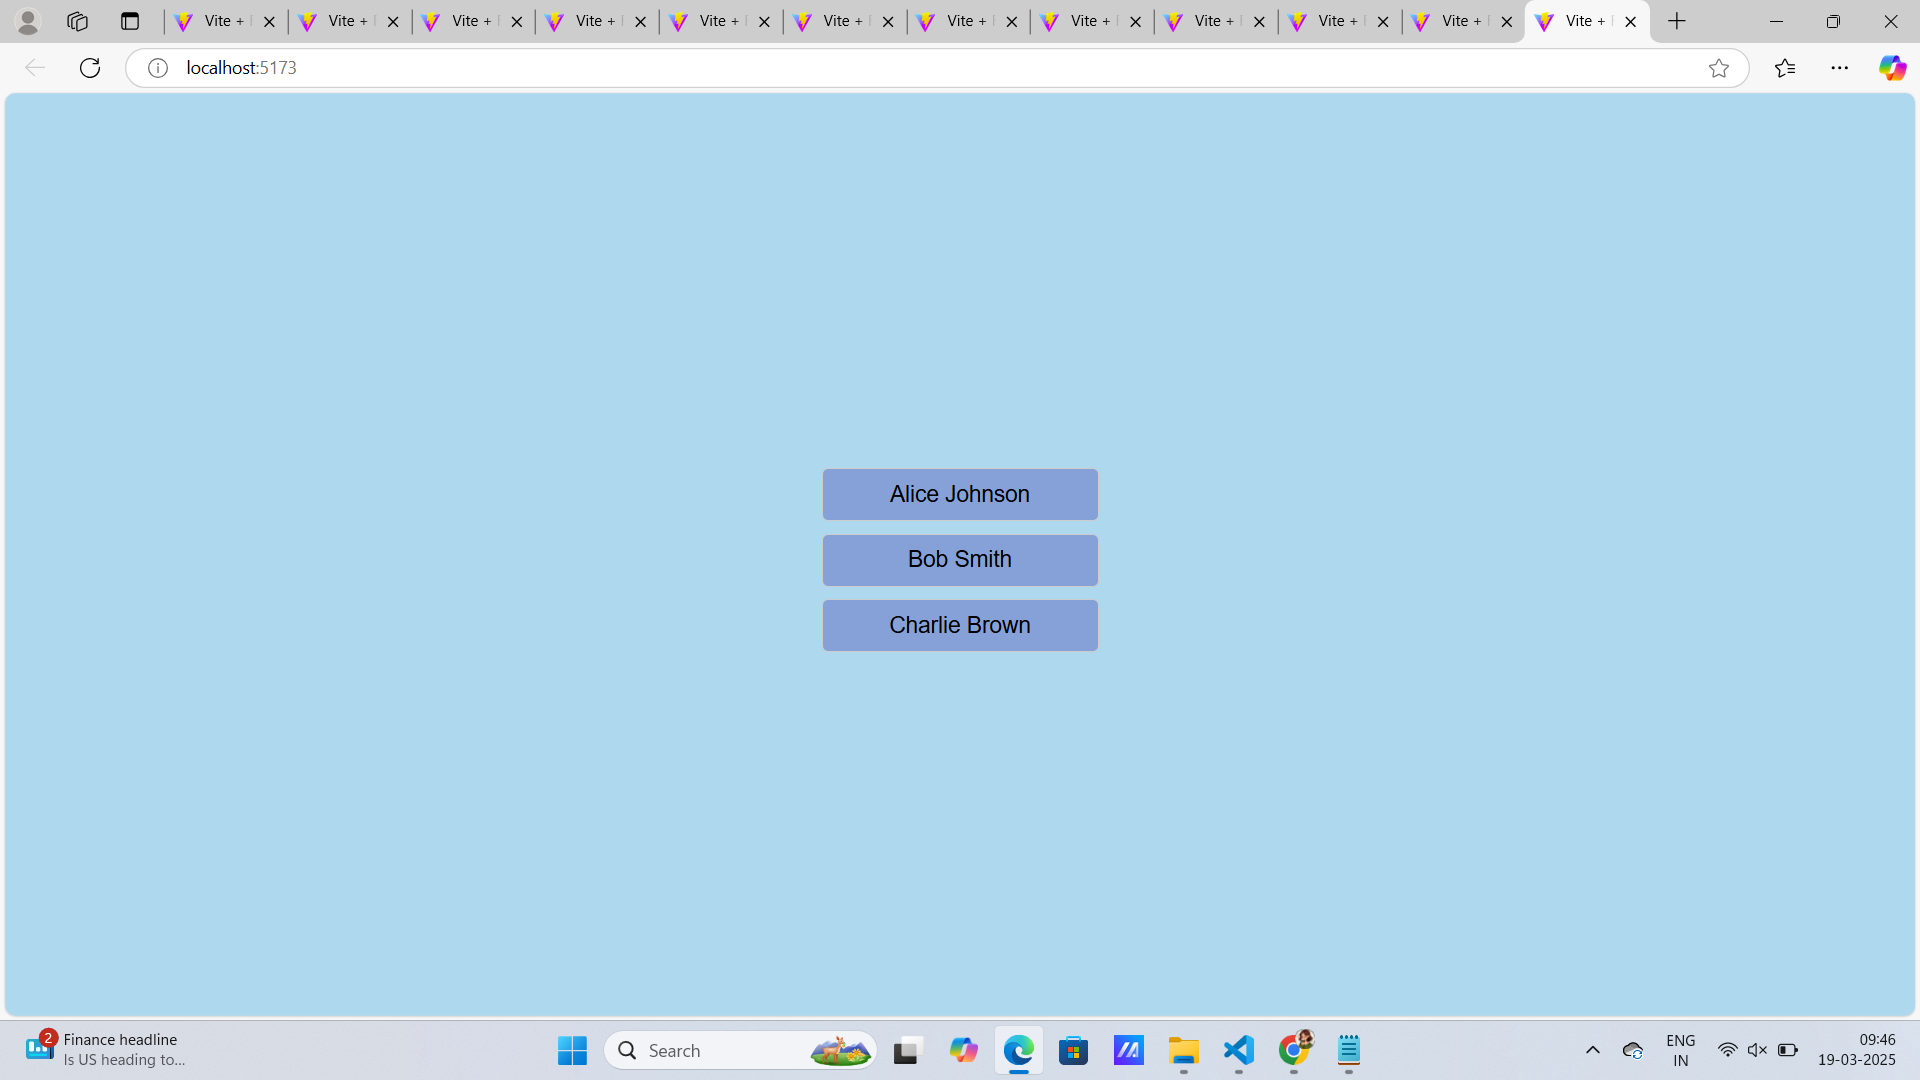 Vite + Vite + Vite + Vite + Vite + Vite + Vite + Vite + Vite + Vite + Vite + Vite +
localhost:5173
Alice Johnson
Bob Smith
Charlie Brown
2
Finance headline
Is US heading to...
Search
ENG
IN
09:46
19-03-2025